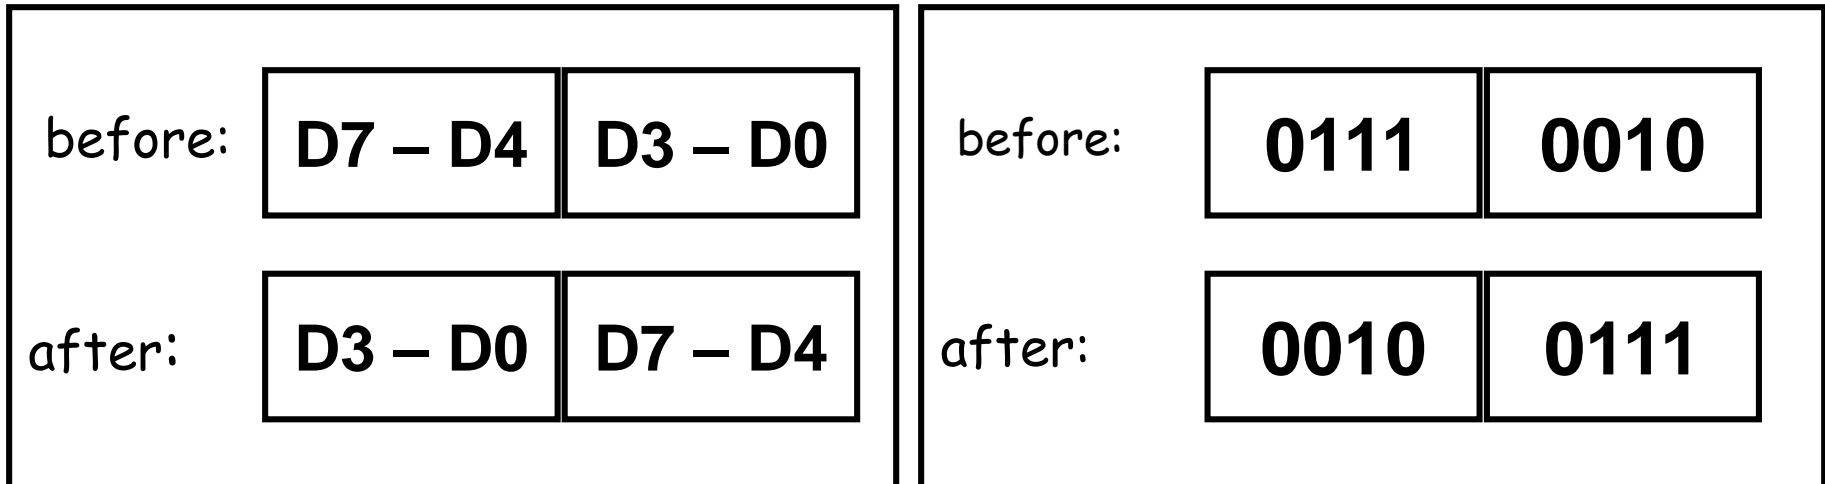 before: D7 – D4 D3 – D0
after: D3 – D0 D7 – D4
before: 0111 0010
after: 0010 0111